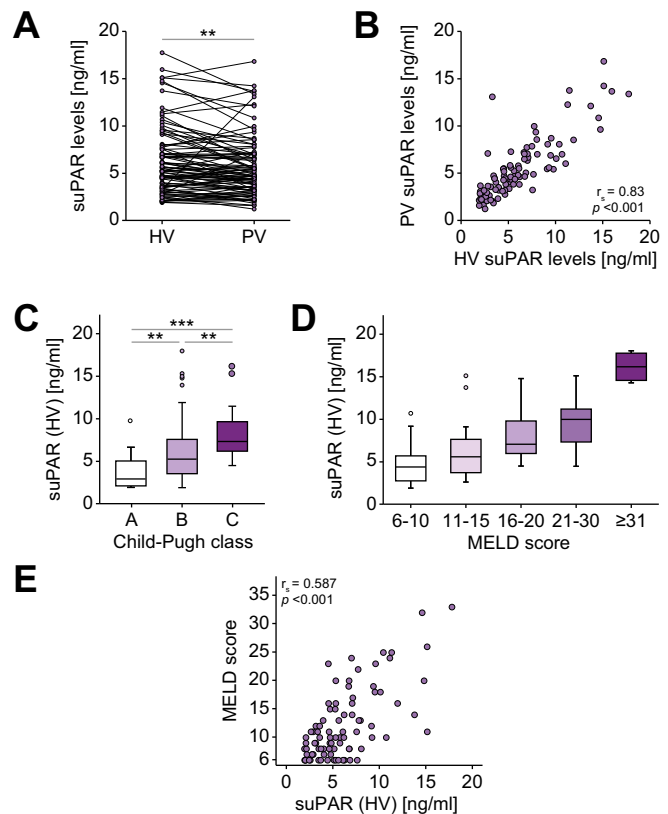 A
**
suPAR levels [ng/ml]
20
15
10
5
0
HV
PV
B
PV suPAR levels [ng/ml]
20
15
10
5
0
r_s = 0.83
p <0.001
0
5
10
15
20
HV suPAR levels [ng/ml]
C
***
**
**
suPAR (HV) [ng/ml]
20
15
10
5
0
A
B
C
Child-Pugh class
D
suPAR (HV) [ng/ml]
20
15
10
5
0
6-10
11-15
16-20
21-30
≥31
MELD score
E
r_s = 0.587
p <0.001
MELD score
35
30
25
20
15
10
6
0
5
10
15
20
suPAR (HV) [ng/ml]